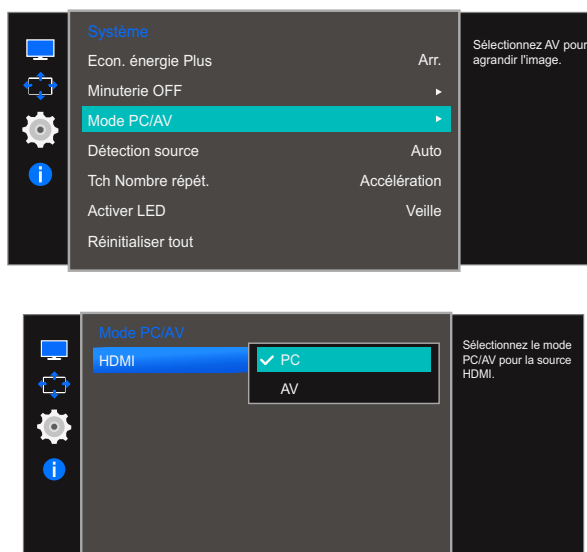 Système
Econ. énergie Plus Arr.
Minuterie OFF
Mode PC/AV
Détection source Auto
Tch Nombre répét. Accélération
Activer LED Veille
Réinitialiser tout
Sélectionnez AV pour
agrandir l'image.
Mode PC/AV
HDMI
PC
AV
Sélectionnez le mode
PC/AV pour la source
HDMI.